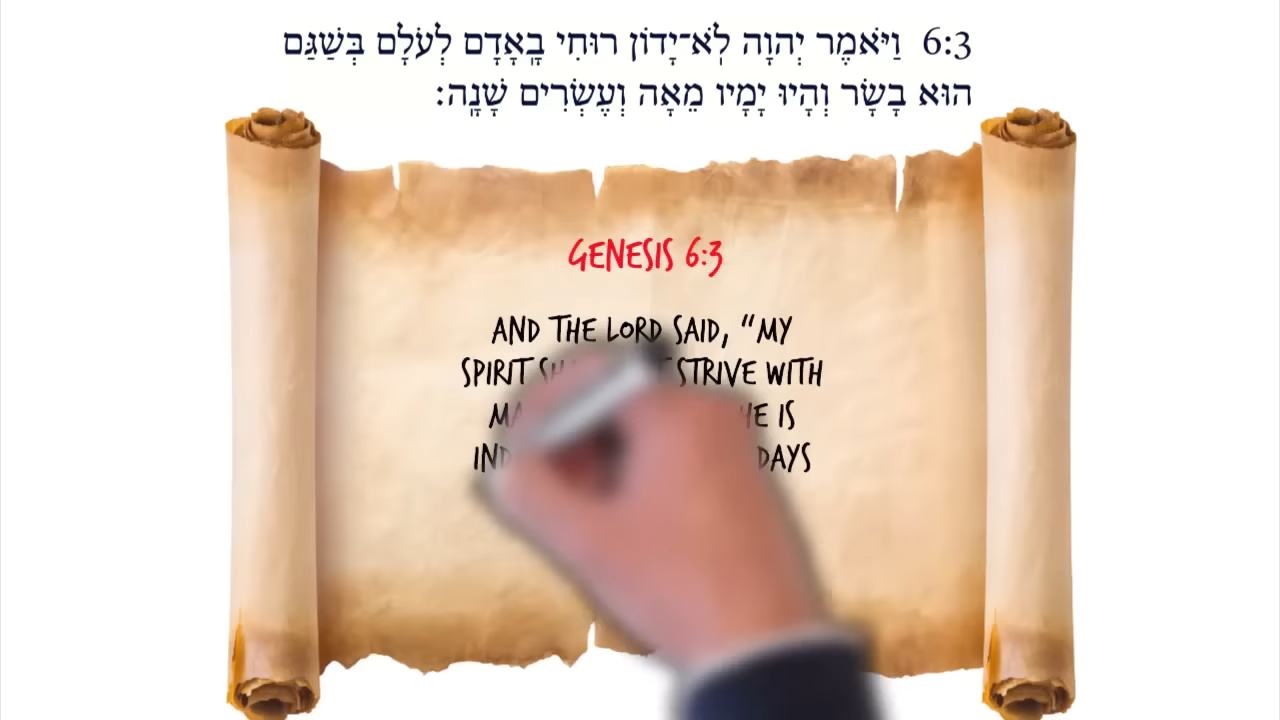 6:3 וַיֹּאמֶר יְהוָה לֹא־יָדוֹן רוּחִי בָאָדָם לְעֹלָם בְּשַׁגַּם
הוּא בָשָׂר וְהָיוּ יָמָיו מֵאָה וְעֶשְׂרִים שָׁנָה׃
GENESIS 6:3
AND THE LORD SAID, “MY
SPIRIT STRIVE WITH
HE IS
DAYS